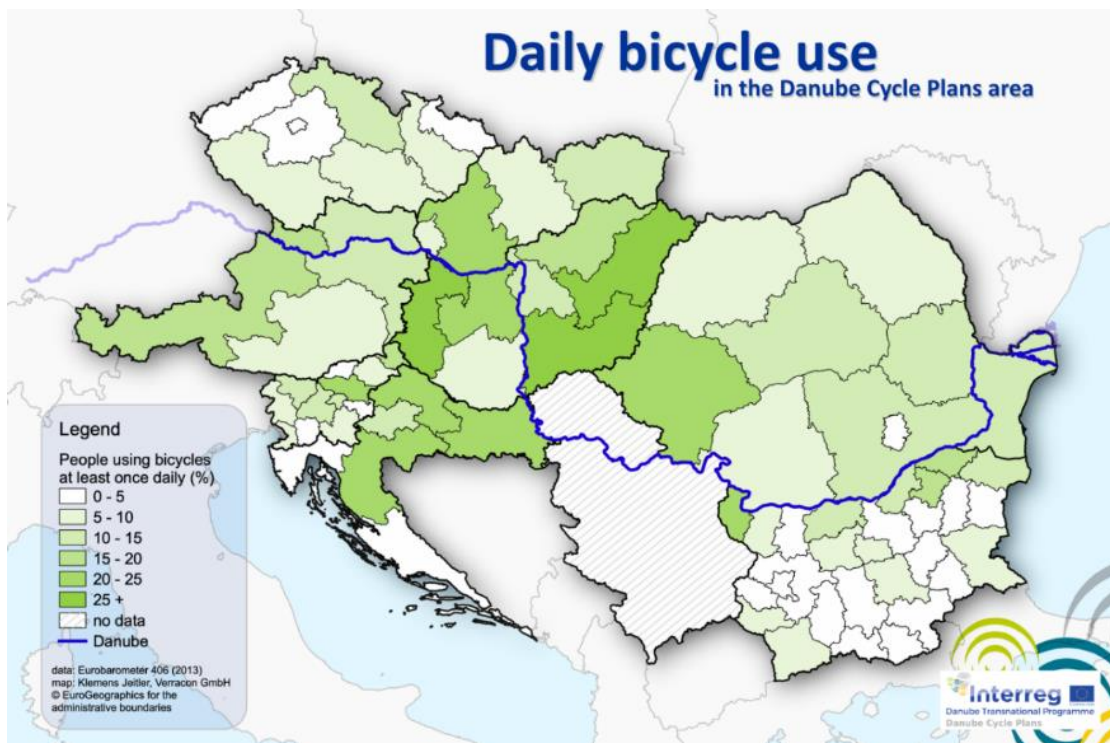 Daily bicycle use
in the Danube Cycle Plans area
Legend
People using bicycles
at least once daily (%)
0 - 5
5 - 10
10 - 15
15 - 20
20 - 25
25 +
no data
Danube
data: Eurobarometer 406 (2013)
map: Klemens Jeitler, Verracon GmbH
© EuroGeographics for the
administrative boundaries
Interreg
Danube Transnational Programme
Danube Cycle Plans